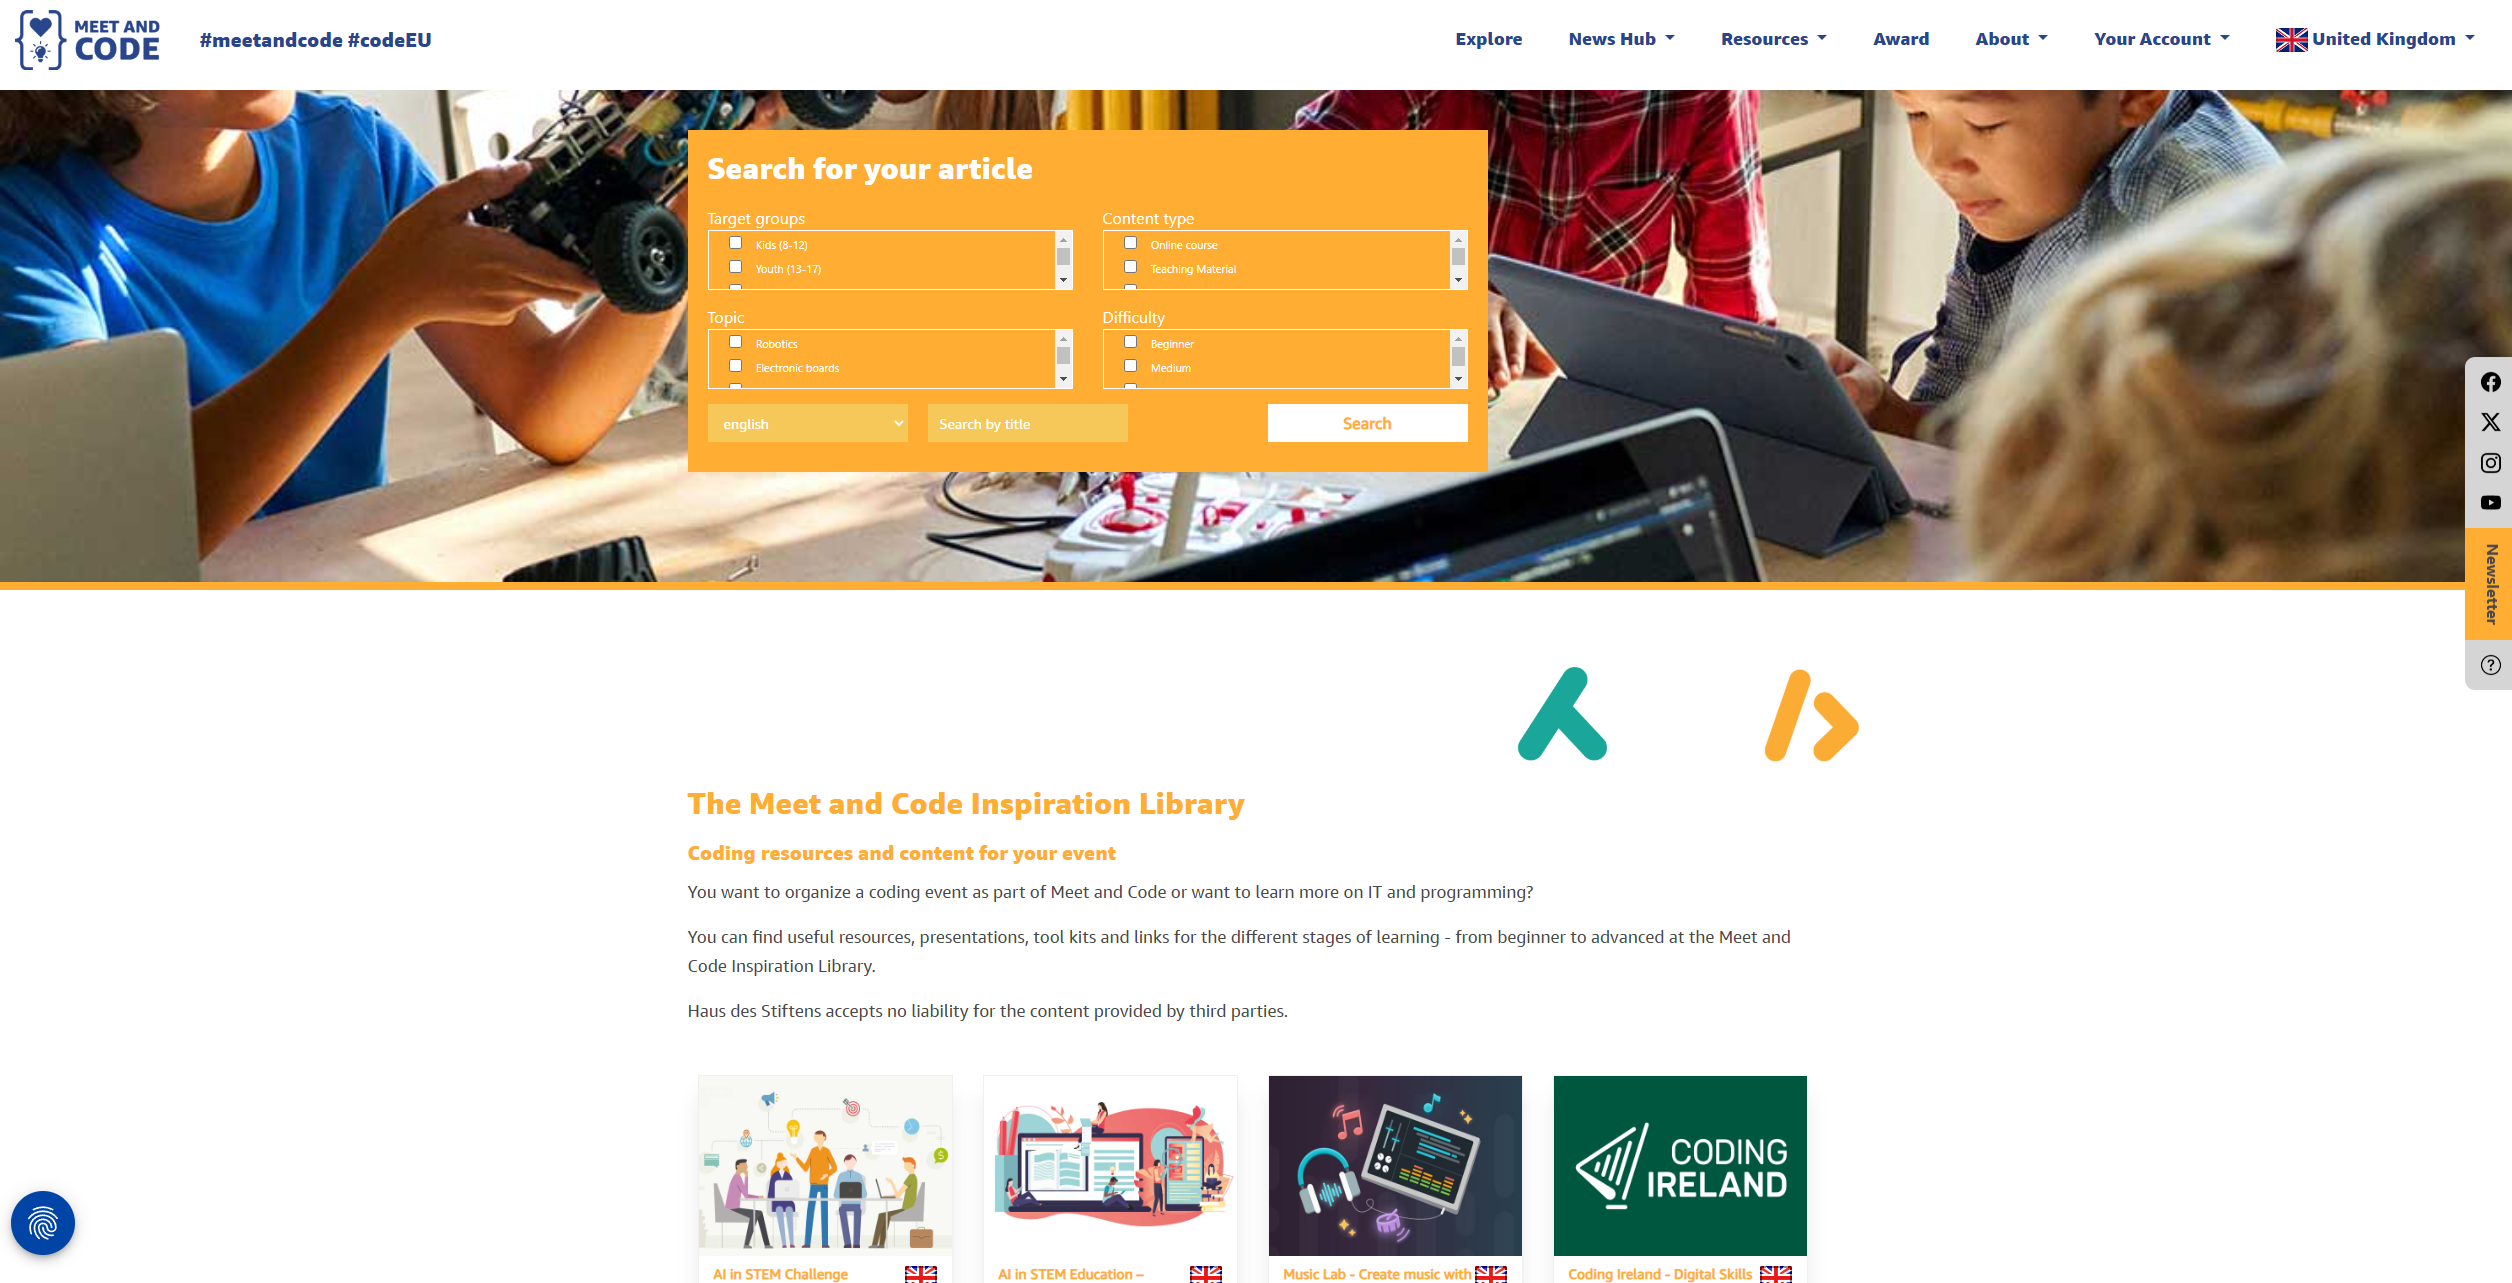 MEET AND
CODE
#meetandcode #codeEU
Explore
News Hub
Resources
Award
About
Your Account
United Kingdom
Search for your article
Target groups
Kids (8-12)
Youth (13-17)
Content type
Online course
Teaching Material
Topic
Robotics
Electronic boards
Difficulty
Beginner
Medium
english
Search by title
Search
Newsletter
The Meet and Code Inspiration Library
Coding resources and content for your event
You want to organize a coding event as part of Meet and Code or want to learn more on IT and programming?
You can find useful resources, presentations, tool kits and links for the different stages of learning - from beginner to advanced at the Meet and
Code Inspiration Library.
Haus des Stiftens accepts no liability for the content provided by third parties.
CODING
IRELAND
AI in STEM Challenge
AI in STEM Education –
Music Lab - Create music with
Coding Ireland - Digital Skills